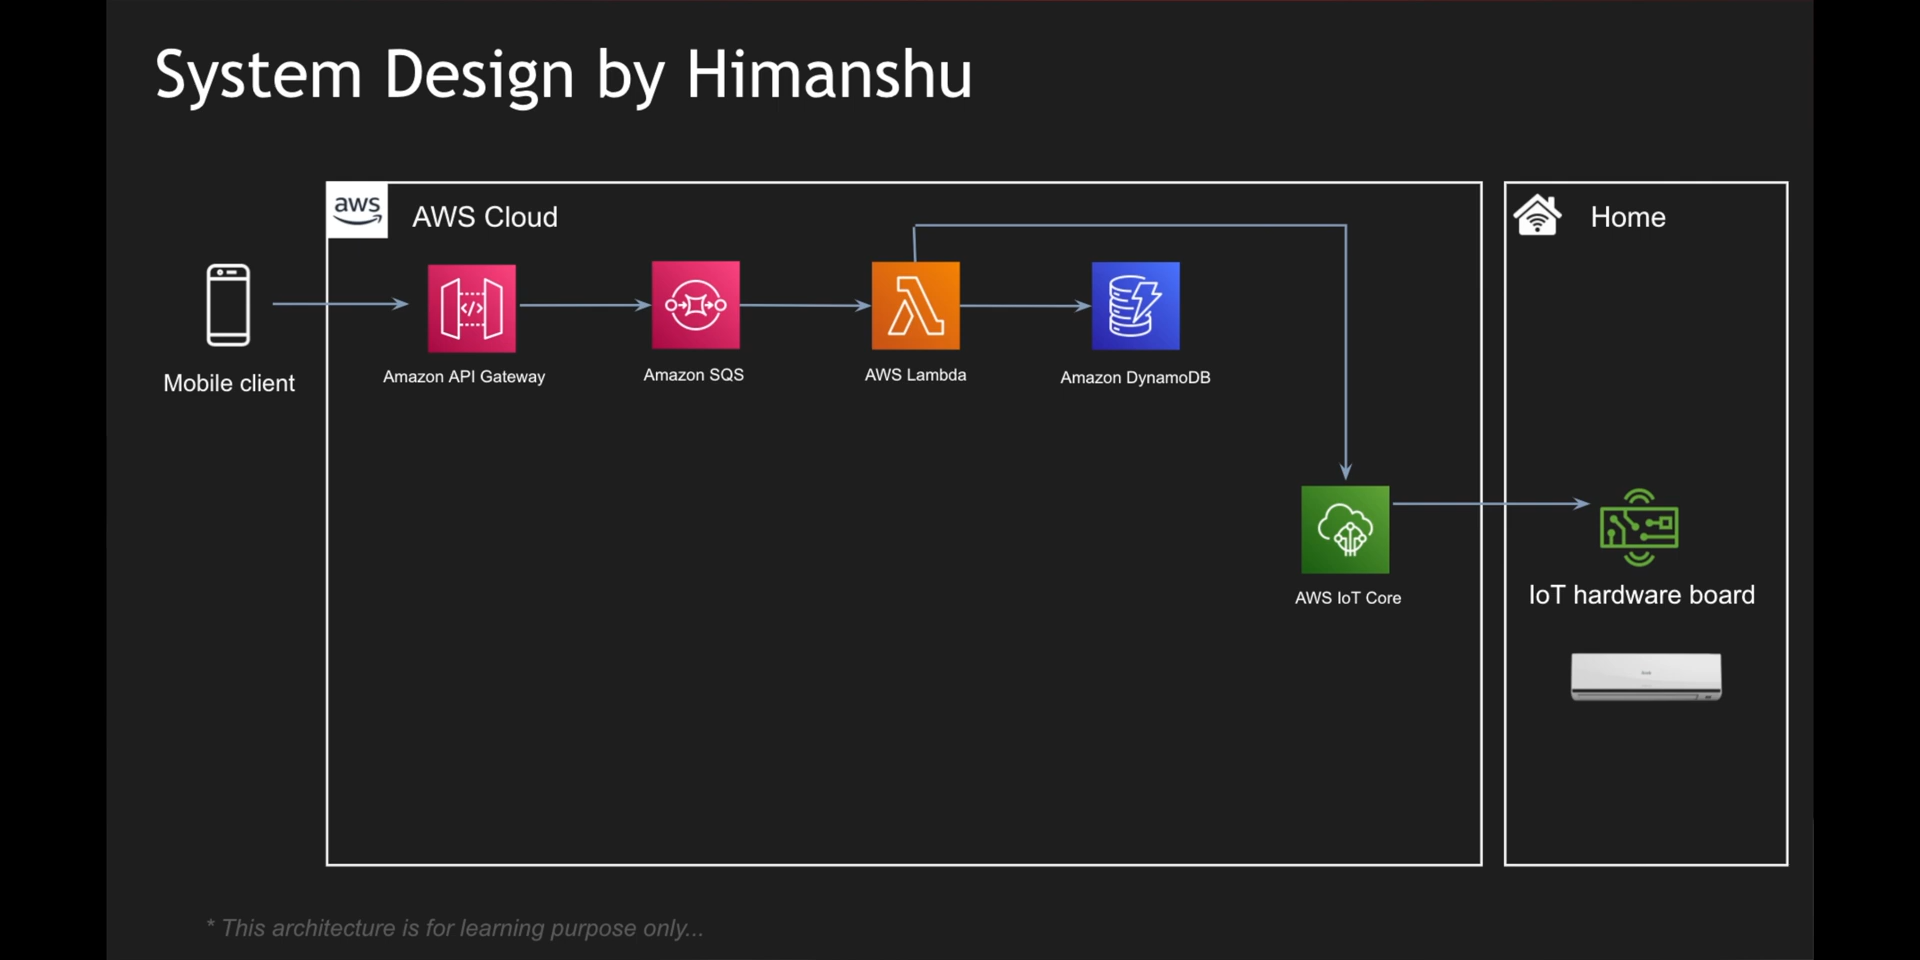 System Design by Himanshu
aws
AWS Cloud
Home
Mobile client
Amazon API Gateway
Amazon SQS
AWS Lambda
Amazon DynamoDB
AWS IoT Core
IoT hardware board
* This architecture is for learning purpose only...